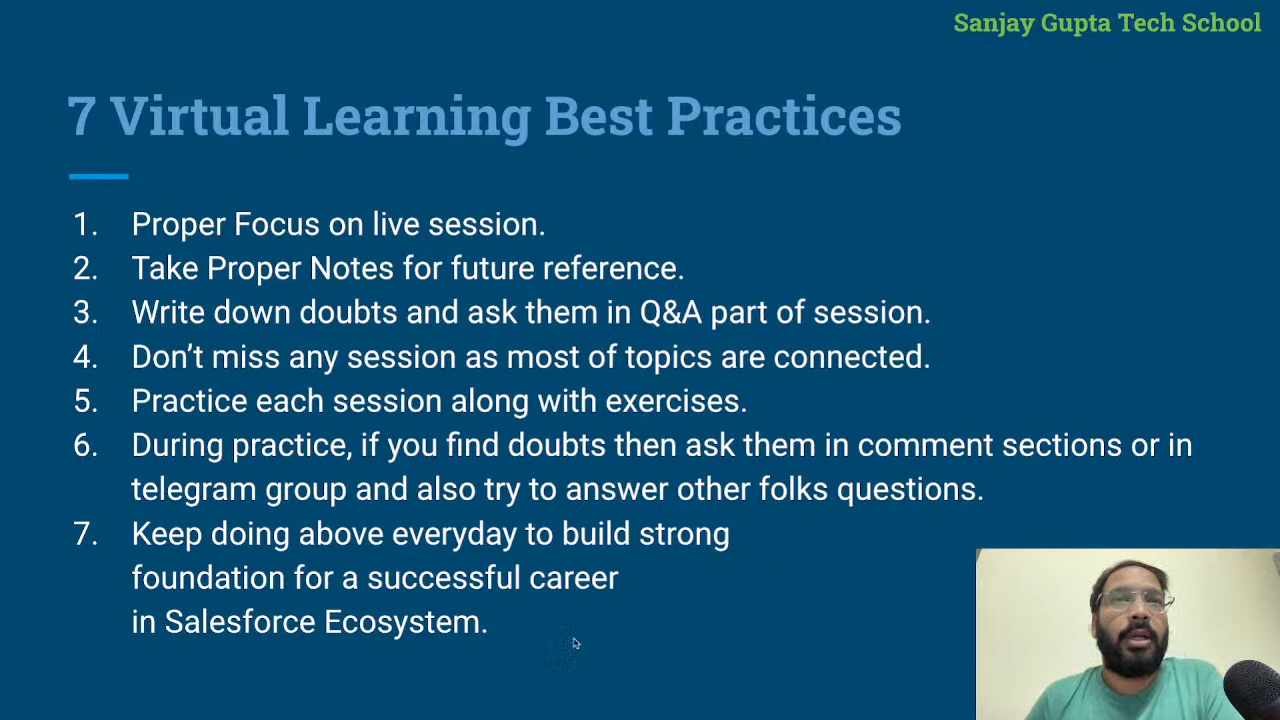 Sanjay Gupta Tech School
7 Virtual Learning Best Practices
1. Proper Focus on live session.
2. Take Proper Notes for future reference.
3. Write down doubts and ask them in Q&A part of session.
4. Don’t miss any session as most of topics are connected.
5. Practice each session along with exercises.
6. During practice, if you find doubts then ask them in comment sections or in
telegram group and also try to answer other folks questions.
7. Keep doing above everyday to build strong
foundation for a successful career
in Salesforce Ecosystem.